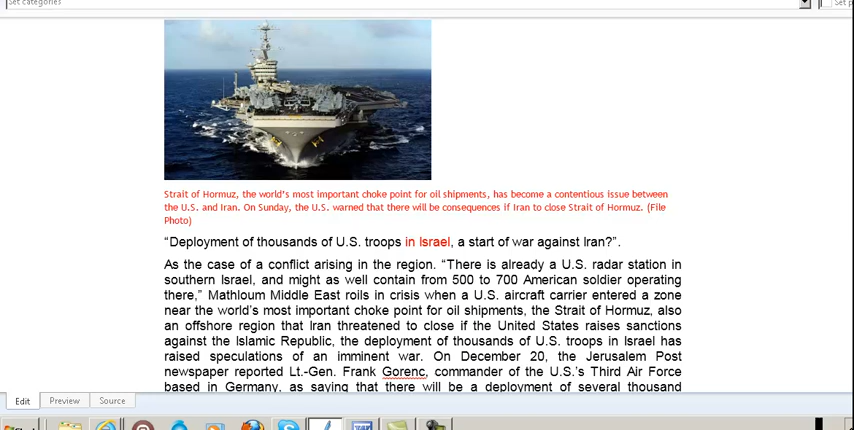 Set categories
Set p
Strait of Hormuz, the world's most important choke point for oil shipments, has become a contentious issue between
the U.S. and Iran. On Sunday, the U.S. warned that there will be consequences if Iran to close Strait of Hormuz. (File
Photo)
“Deployment of thousands of U.S. troops in Israel, a start of war against Iran?”.
As the case of a conflict arising in the region. “There is already a U.S. radar station in
southern Israel, and might as well contain from 500 to 700 American soldier operating
there,” Mathloum Middle East roils in crisis when a U.S. aircraft carrier entered a zone
near the world’s most important choke point for oil shipments, the Strait of Hormuz, also
an offshore region that Iran threatened to close if the United States raises sanctions
against the Islamic Republic, the deployment of thousands of U.S. troops in Israel has
raised speculations of an imminent war. On December 20, the Jerusalem Post
newspaper reported Lt.-Gen. Frank Gorenc, commander of the U.S.’s Third Air Force
based in Germany, as saying that there will be a deployment of several thousand
Edit Preview Source